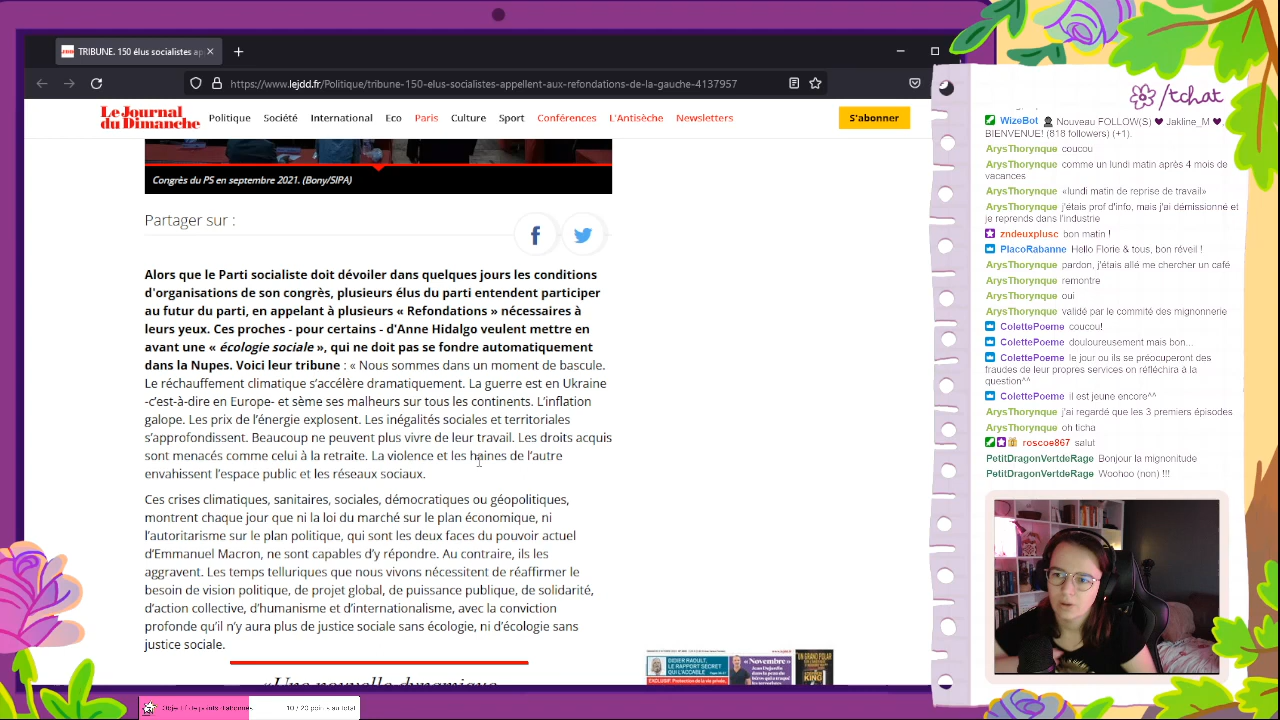 TRIBUNE. 150 élus socialistes ap
https://www.lejdd.fr/Politique/tribune-150-elus-socialistes-appellent-aux-refondations-de-la-gauche-4137957
Le Journal
du Dimanche
Politique Société International Eco Paris Culture Sport Conférences L'Antisèche Newsletters
S'abonner
Congrès du PS en septembre 2021. (Bony/SIPA)
Partager sur :
Alors que le Parti socialiste doit dévoiler dans quelques jours les conditions
d'organisations de son congrès, plusieurs élus du parti entendent participer
au futur du parti, en appelant à plusieurs « Refondations » nécessaires à
leurs yeux. Ces proches - pour certains - d'Anne Hidalgo veulent mettre en
avant une « écologie sociale », qui ne doit pas se fondre automatiquement
dans la Nupes. Voici leur tribune : « Nous sommes dans un moment de bascule.
Le réchauffement climatique s'accélère dramatiquement. La guerre est en Ukraine
-c'est-à-dire en Europe- et porte ses malheurs sur tous les continents. L'inflation
galope. Les prix de l'énergie explosent. Les inégalités sociales et territoriales
s'approfondissent. Beaucoup ne peuvent plus vivre de leur travail. Les droits acquis
sont menacés comme celui à la retraite. La violence et les haines de l'autre
envahissent l'espace public et les réseaux sociaux.
Ces crises climatiques, sanitaires, sociales, démocratiques ou géopolitiques,
montrent chaque jour que ni la loi du marché sur le plan économique, ni
l'autoritarisme sur le plan politique, qui sont les deux faces du pouvoir actuel
d'Emmanuel Macron, ne sont capables d'y répondre. Au contraire, ils les
aggravent. Les temps telluriques que nous vivons nécessitent de réaffirmer le
besoin de vision politique, de projet global, de puissance publique, de solidarité,
d'action collective, d'humanisme et d'internationalisme, avec la conviction
profonde qu'il n'y aura plus de justice sociale sans écologie, ni d'écologie sans
justice sociale.
DIDIER RAOULT,
LE RAPPORT SECRET
QUI L'ACCABLE
« Novembre »
UN GRAND POLAR
KING
/tchat
WizeBot Nouveau FOLLOW(S) Jakline_M
BIENVENUE! (818 followers) (+1).
ArysThorynque coucou
ArysThorynque comme un lundi matin après 4 mois de
vacances
ArysThorynque «lundi matin de reprise de travail»
ArysThorynque j'étais prof d'info, mais j'ai démissionné et
je reprends dans l'industrie
zndeuxplusc bon matin !
PlacoRabanne Hello Florie & tous, bon réveil !
ArysThorynque pardon, j'étais allé me chercher un café
ArysThorynque remontre
ArysThorynque oui
ArysThorynque validé par le committé des mignonnerie
ColettePoeme coucou!
ColettePoeme douloureusement mais bon...
ColettePoeme le jour ou ils se préocuperont des
fraudes de leur propres services on réfléchira à la
question^^
ColettePoeme il est jeune encore^^
ArysThorynque j'ai regardé que les 3 premiers épisodes
ArysThorynque oh ticha
roscoe867 salut
PetitDragonVertdeRage Bonjour la mignonitude
PetitDragonVertdeRage Woohoo (non) !!!